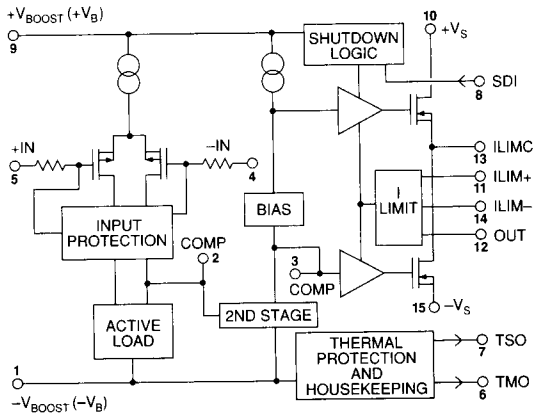 +VBOOST (+VB)
9
10
+VS
SHUTDOWN
LOGIC
SDI
8
+IN
5
−IN
4
ILIMC
13
ILIM+
11
I
LIMIT
ILIM−
14
OUT
12
BIAS
INPUT
PROTECTION
COMP
2
3
COMP
2ND STAGE
15
−VS
ACTIVE
LOAD
THERMAL
PROTECTION
AND
HOUSEKEEPING
TSO
7
TMO
6
1
−VBOOST (−VB)